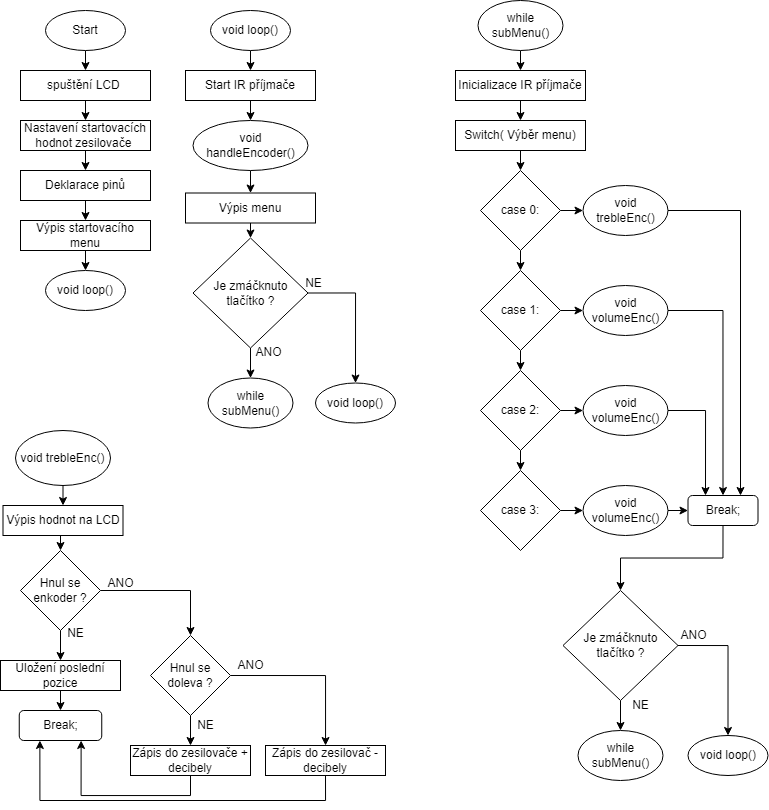 Start
spuštění LCD
Nastavení startovacích
hodnot zesilovače
Deklarace pinů
Výpis startovacího
menu
void loop()
void loop()
Start IR příjmače
void
handleEncoder()
Výpis menu
Je zmáčknuto
tlačítko ?
NE
ANO
while
subMenu()
void loop()
while
subMenu()
Inicializace IR příjmače
Switch( Výběr menu)
case 0:
void
trebleEnc()
case 1:
void
volumeEnc()
case 2:
void
volumeEnc()
case 3:
void
volumeEnc()
Break;
Je zmáčknuto
tlačítko ?
ANO
NE
while
subMenu()
void loop()
void trebleEnc()
Výpis hodnot na LCD
Hnul se
enkoder ?
ANO
NE
Uložení poslední
pozice
Break;
Hnul se
doleva ?
ANO
NE
Zápis do zesilovače +
decibely
Zápis do zesilovač -
decibely